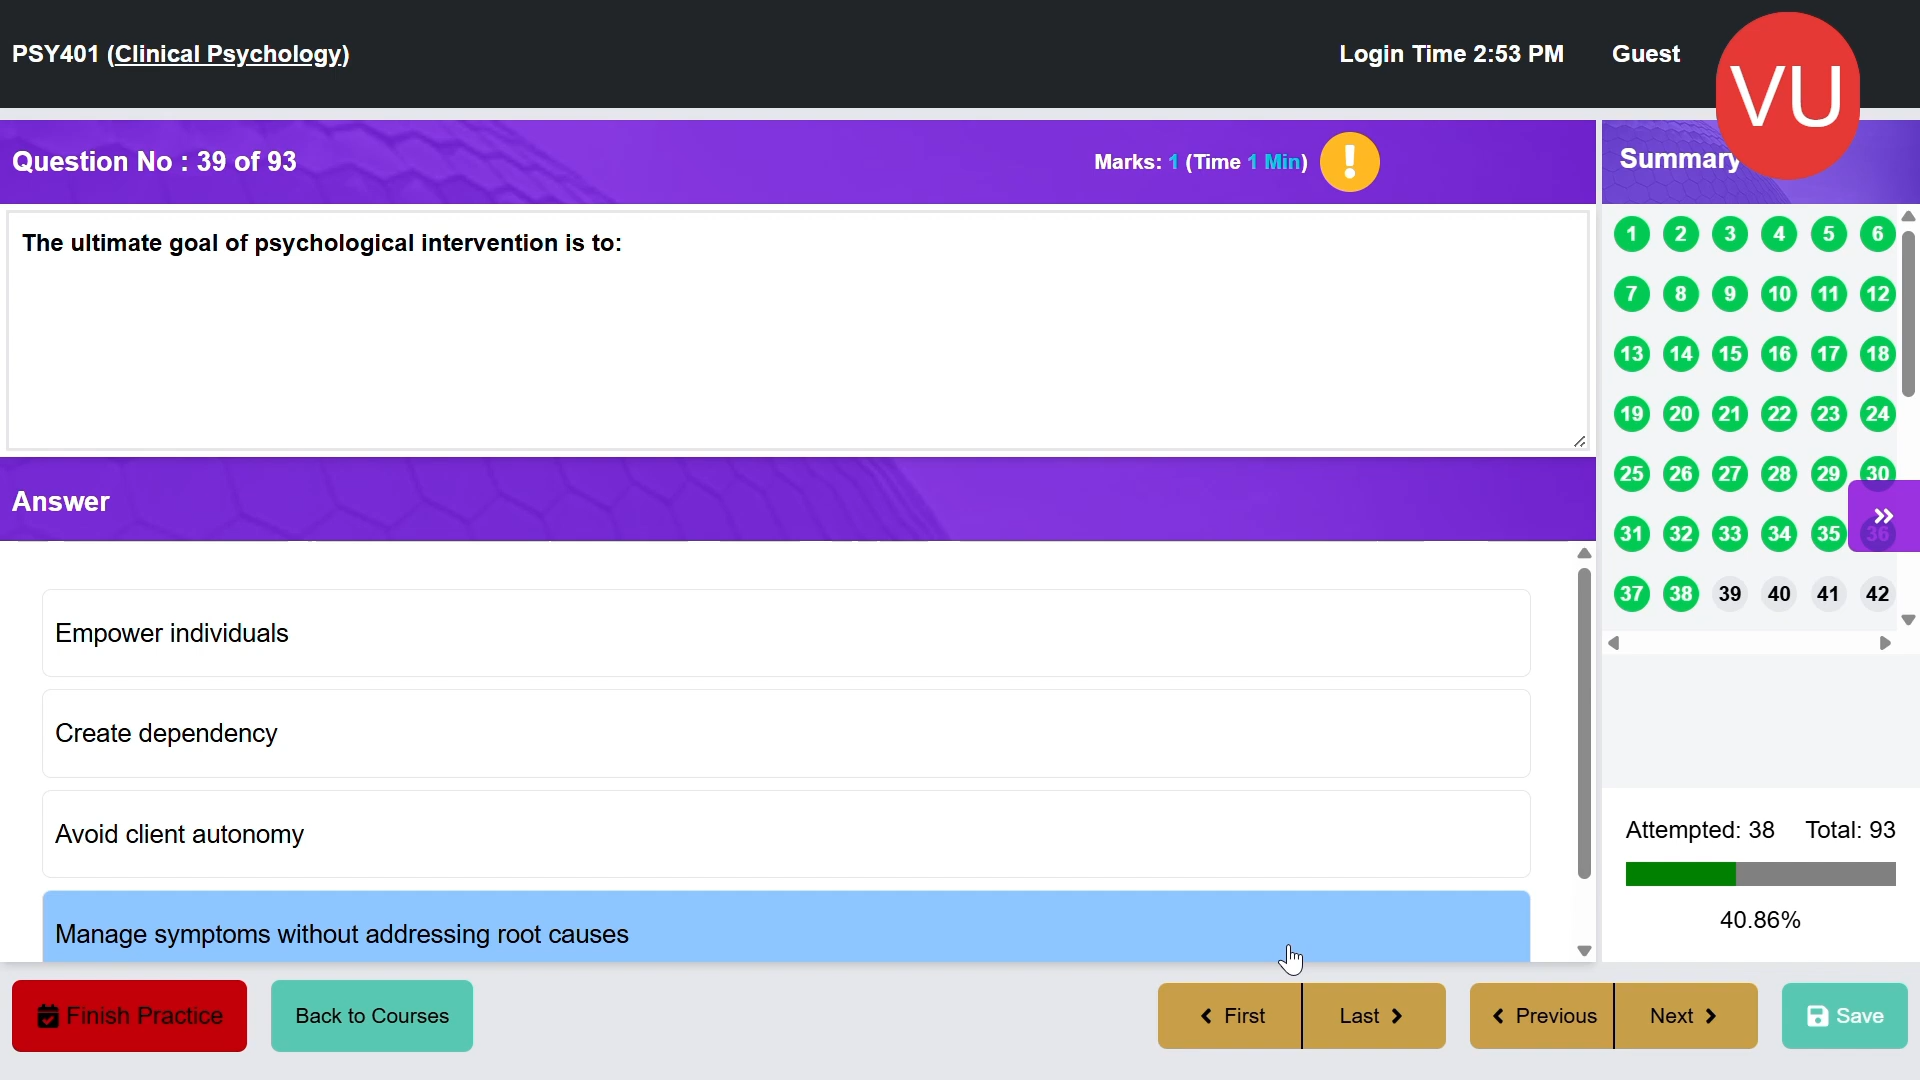 PSY401 (Clinical Psychology)
Login Time 2:53 PM
Guest
VU
Question No : 39 of 93
Marks: 1 (Time 1 Min)
Summary
The ultimate goal of psychological intervention is to:
1 2 3 4 5 6
7 8 9 10 11 12
13 14 15 16 17 18
19 20 21 22 23 24
25 26 27 28 29 30
31 32 33 34 35 36
37 38 39 40 41 42
Answer
Empower individuals
Create dependency
Avoid client autonomy
Manage symptoms without addressing root causes
Attempted: 38 Total: 93
40.86%
Finish Practice
Back to Courses
First
Last
Previous
Next
Save